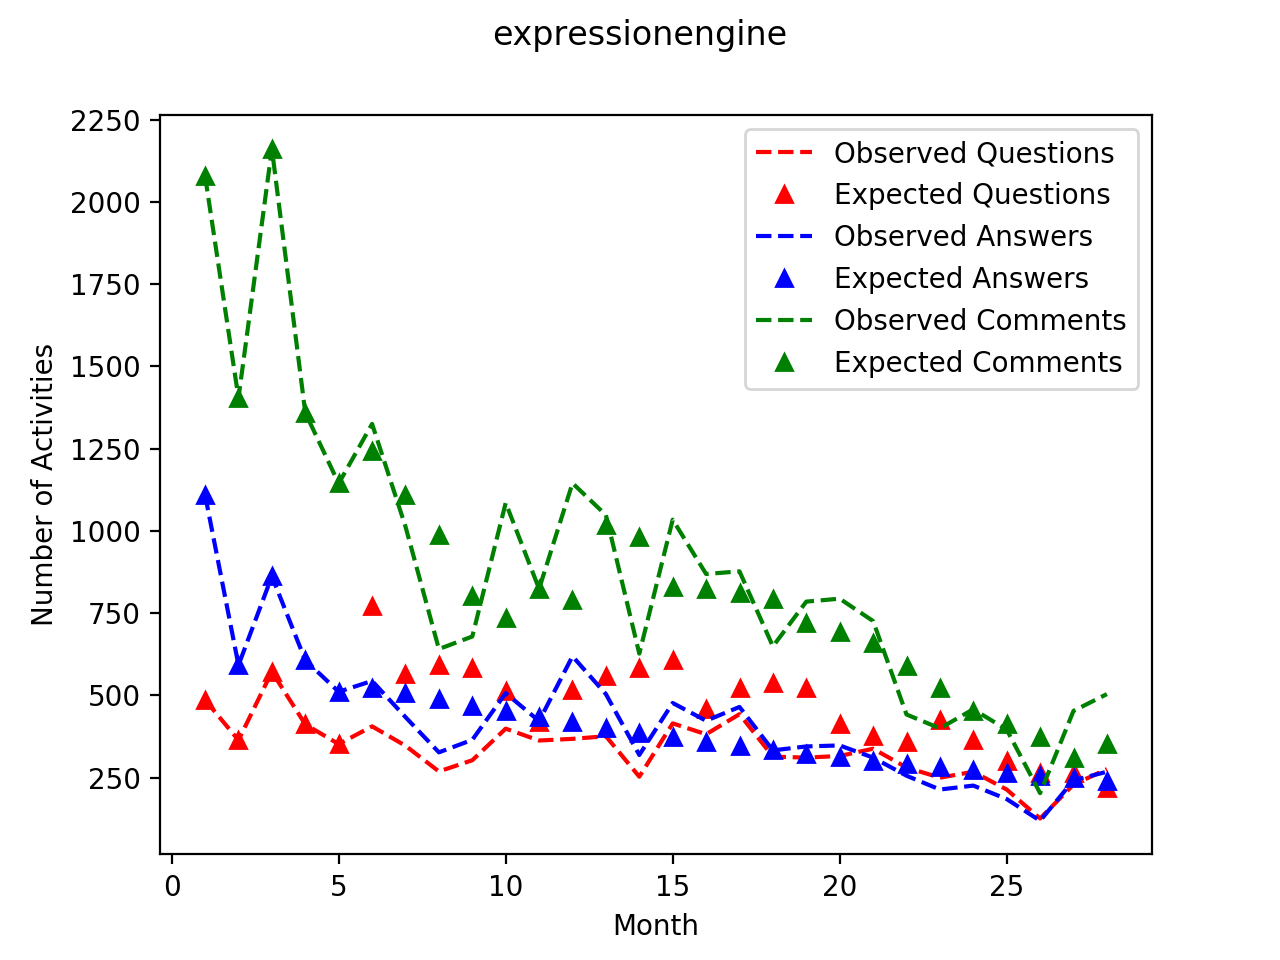 expressionengine
2250
2000
1750
1500
1250
1000
750
500
250
Number of Activities
0 5 10 15 20 25
Month
Observed Questions
Expected Questions
Observed Answers
Expected Answers
Observed Comments
Expected Comments